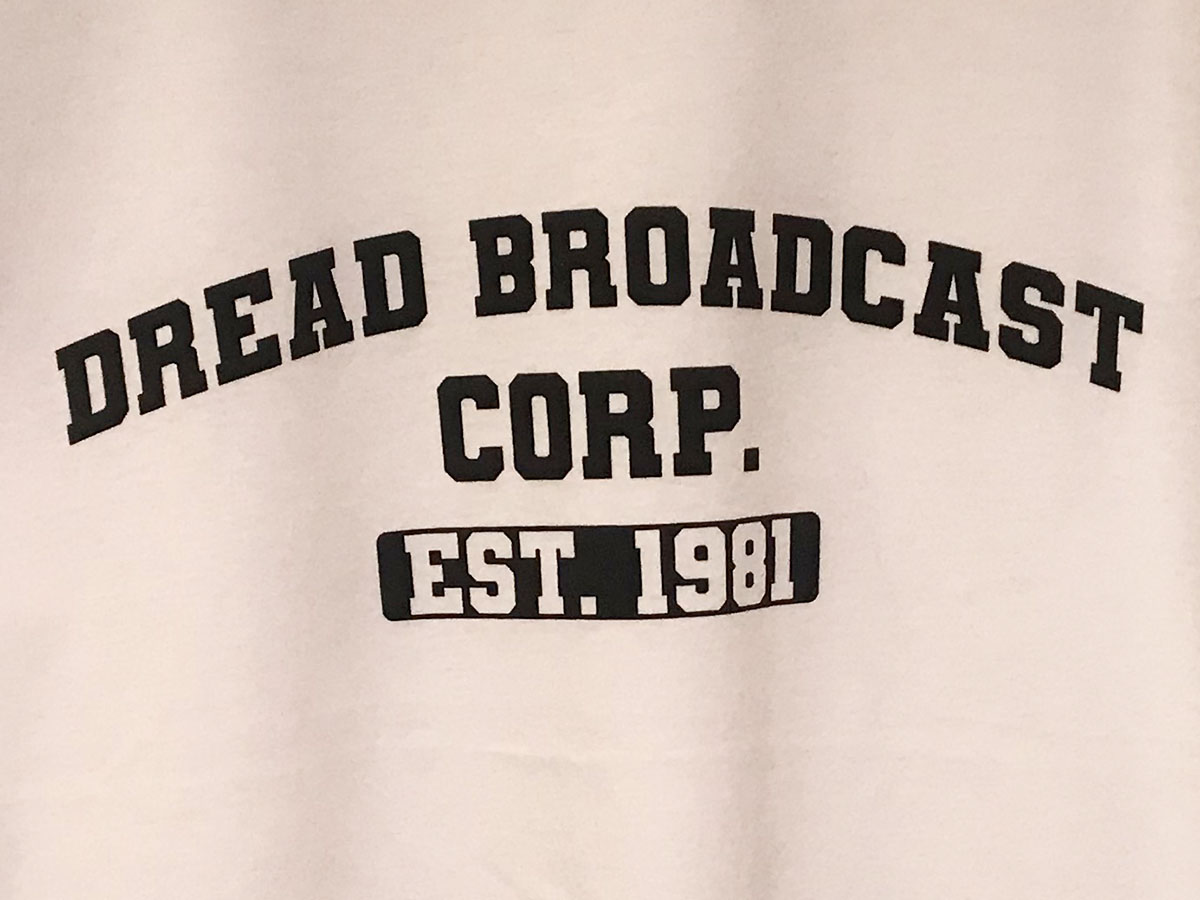 DREAD BROADCAST
CORP.
EST. 1981